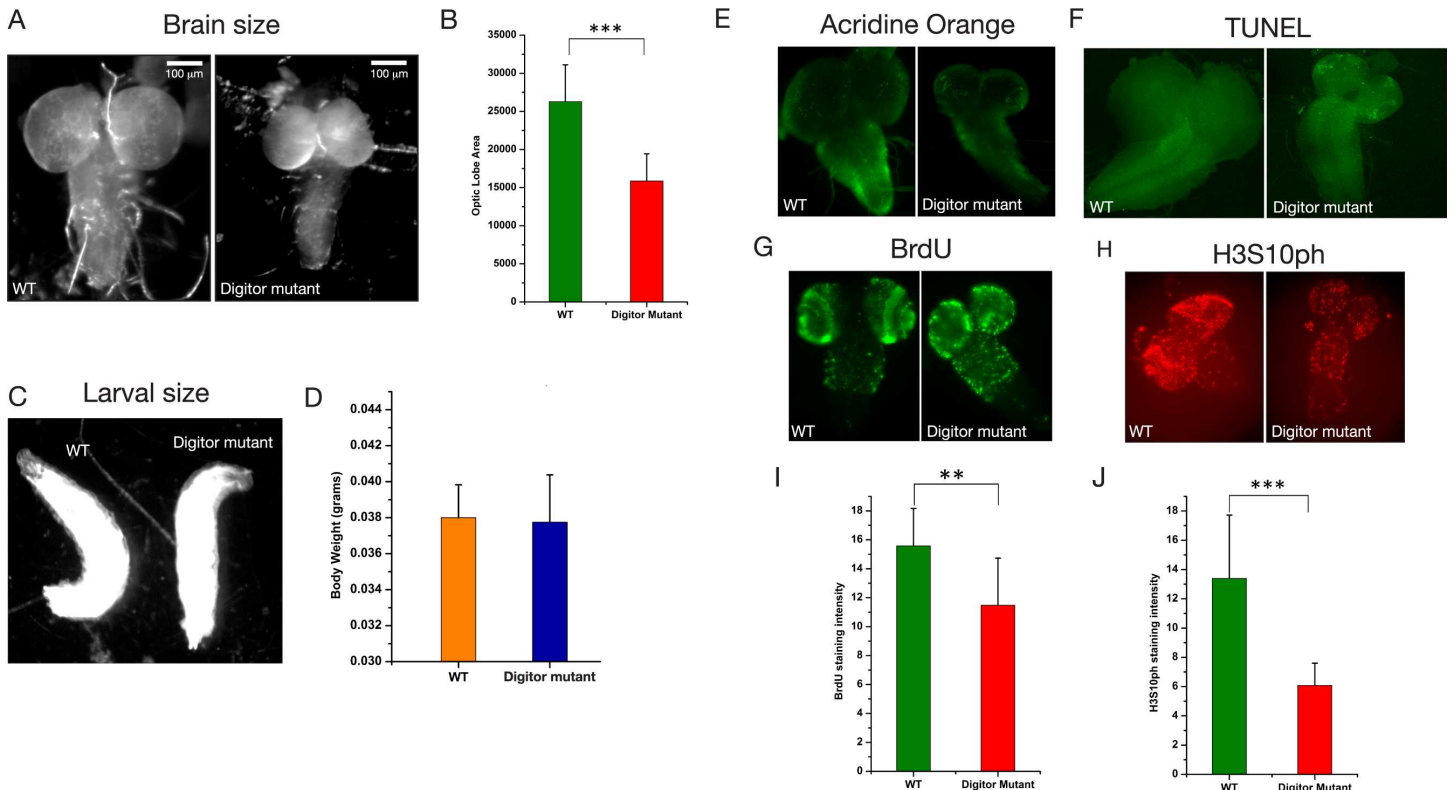 A
Brain size
100 μm
WT
100 μm
Digitor mutant
B
***
35000
30000
25000
20000
15000
10000
5000
0
Optic Lobe Area
WT
Digitor Mutant
C
Larval size
WT
Digitor mutant
D
0.044
0.042
0.040
0.038
0.036
0.034
0.032
0.030
Body Weight (grams)
WT
Digitor mutant
E
Acridine Orange
WT
Digitor mutant
F
TUNEL
WT
Digitor mutant
G
BrdU
WT
Digitor mutant
H
H3S10ph
WT
Digitor mutant
I
**
18
16
14
12
10
8
6
4
2
0
BrdU staining intensity
WT
Digitor Mutant
J
***
18
16
14
12
10
8
6
4
2
0
H3S10ph staining intensity
WT
Digitor Mutant